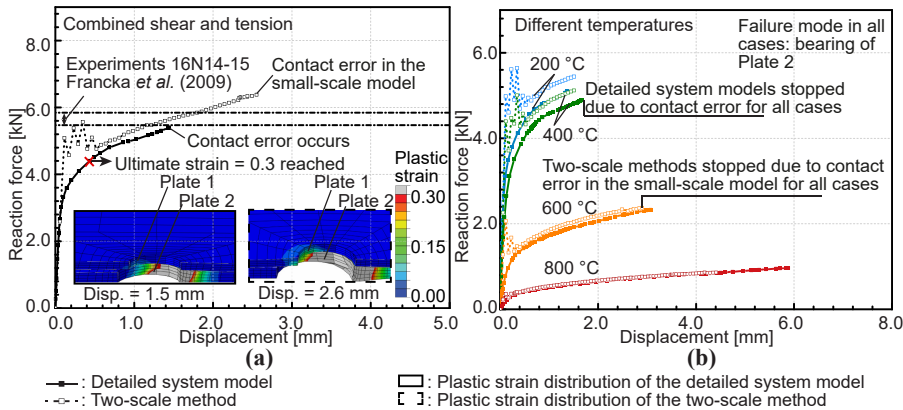 Combined shear and tension
8.0
6.0
4.0
2.0
0.0
Reaction force [kN]
Experiments 16N14-15
Francka et al. (2009)
Contact error in the
small-scale model
Contact error occurs
Ultimate strain = 0.3 reached
Plate 1
Plate 2
Plate 1
Plate 2
Plastic
strain
0.30
0.15
0.00
Disp. = 1.5 mm
Disp. = 2.6 mm
0.0 1.0 2.0 3.0 4.0 5.0
Displacement [mm]
(a)
Different temperatures
Failure mode in all
cases: bearing of
Plate 2
7.0
6.0
4.0
2.0
0.0
Reaction force [kN]
200 °C
Detailed system models stopped
due to contact error for all cases
400 °C
Two-scale methods stopped due to contact
error in the small-scale model for all cases
600 °C
800 °C
0.0 2.0 4.0 6.0 8.0
Displacement [mm]
(b)
: Detailed system model
: Two-scale method
: Plastic strain distribution of the detailed system model
: Plastic strain distribution of the two-scale method